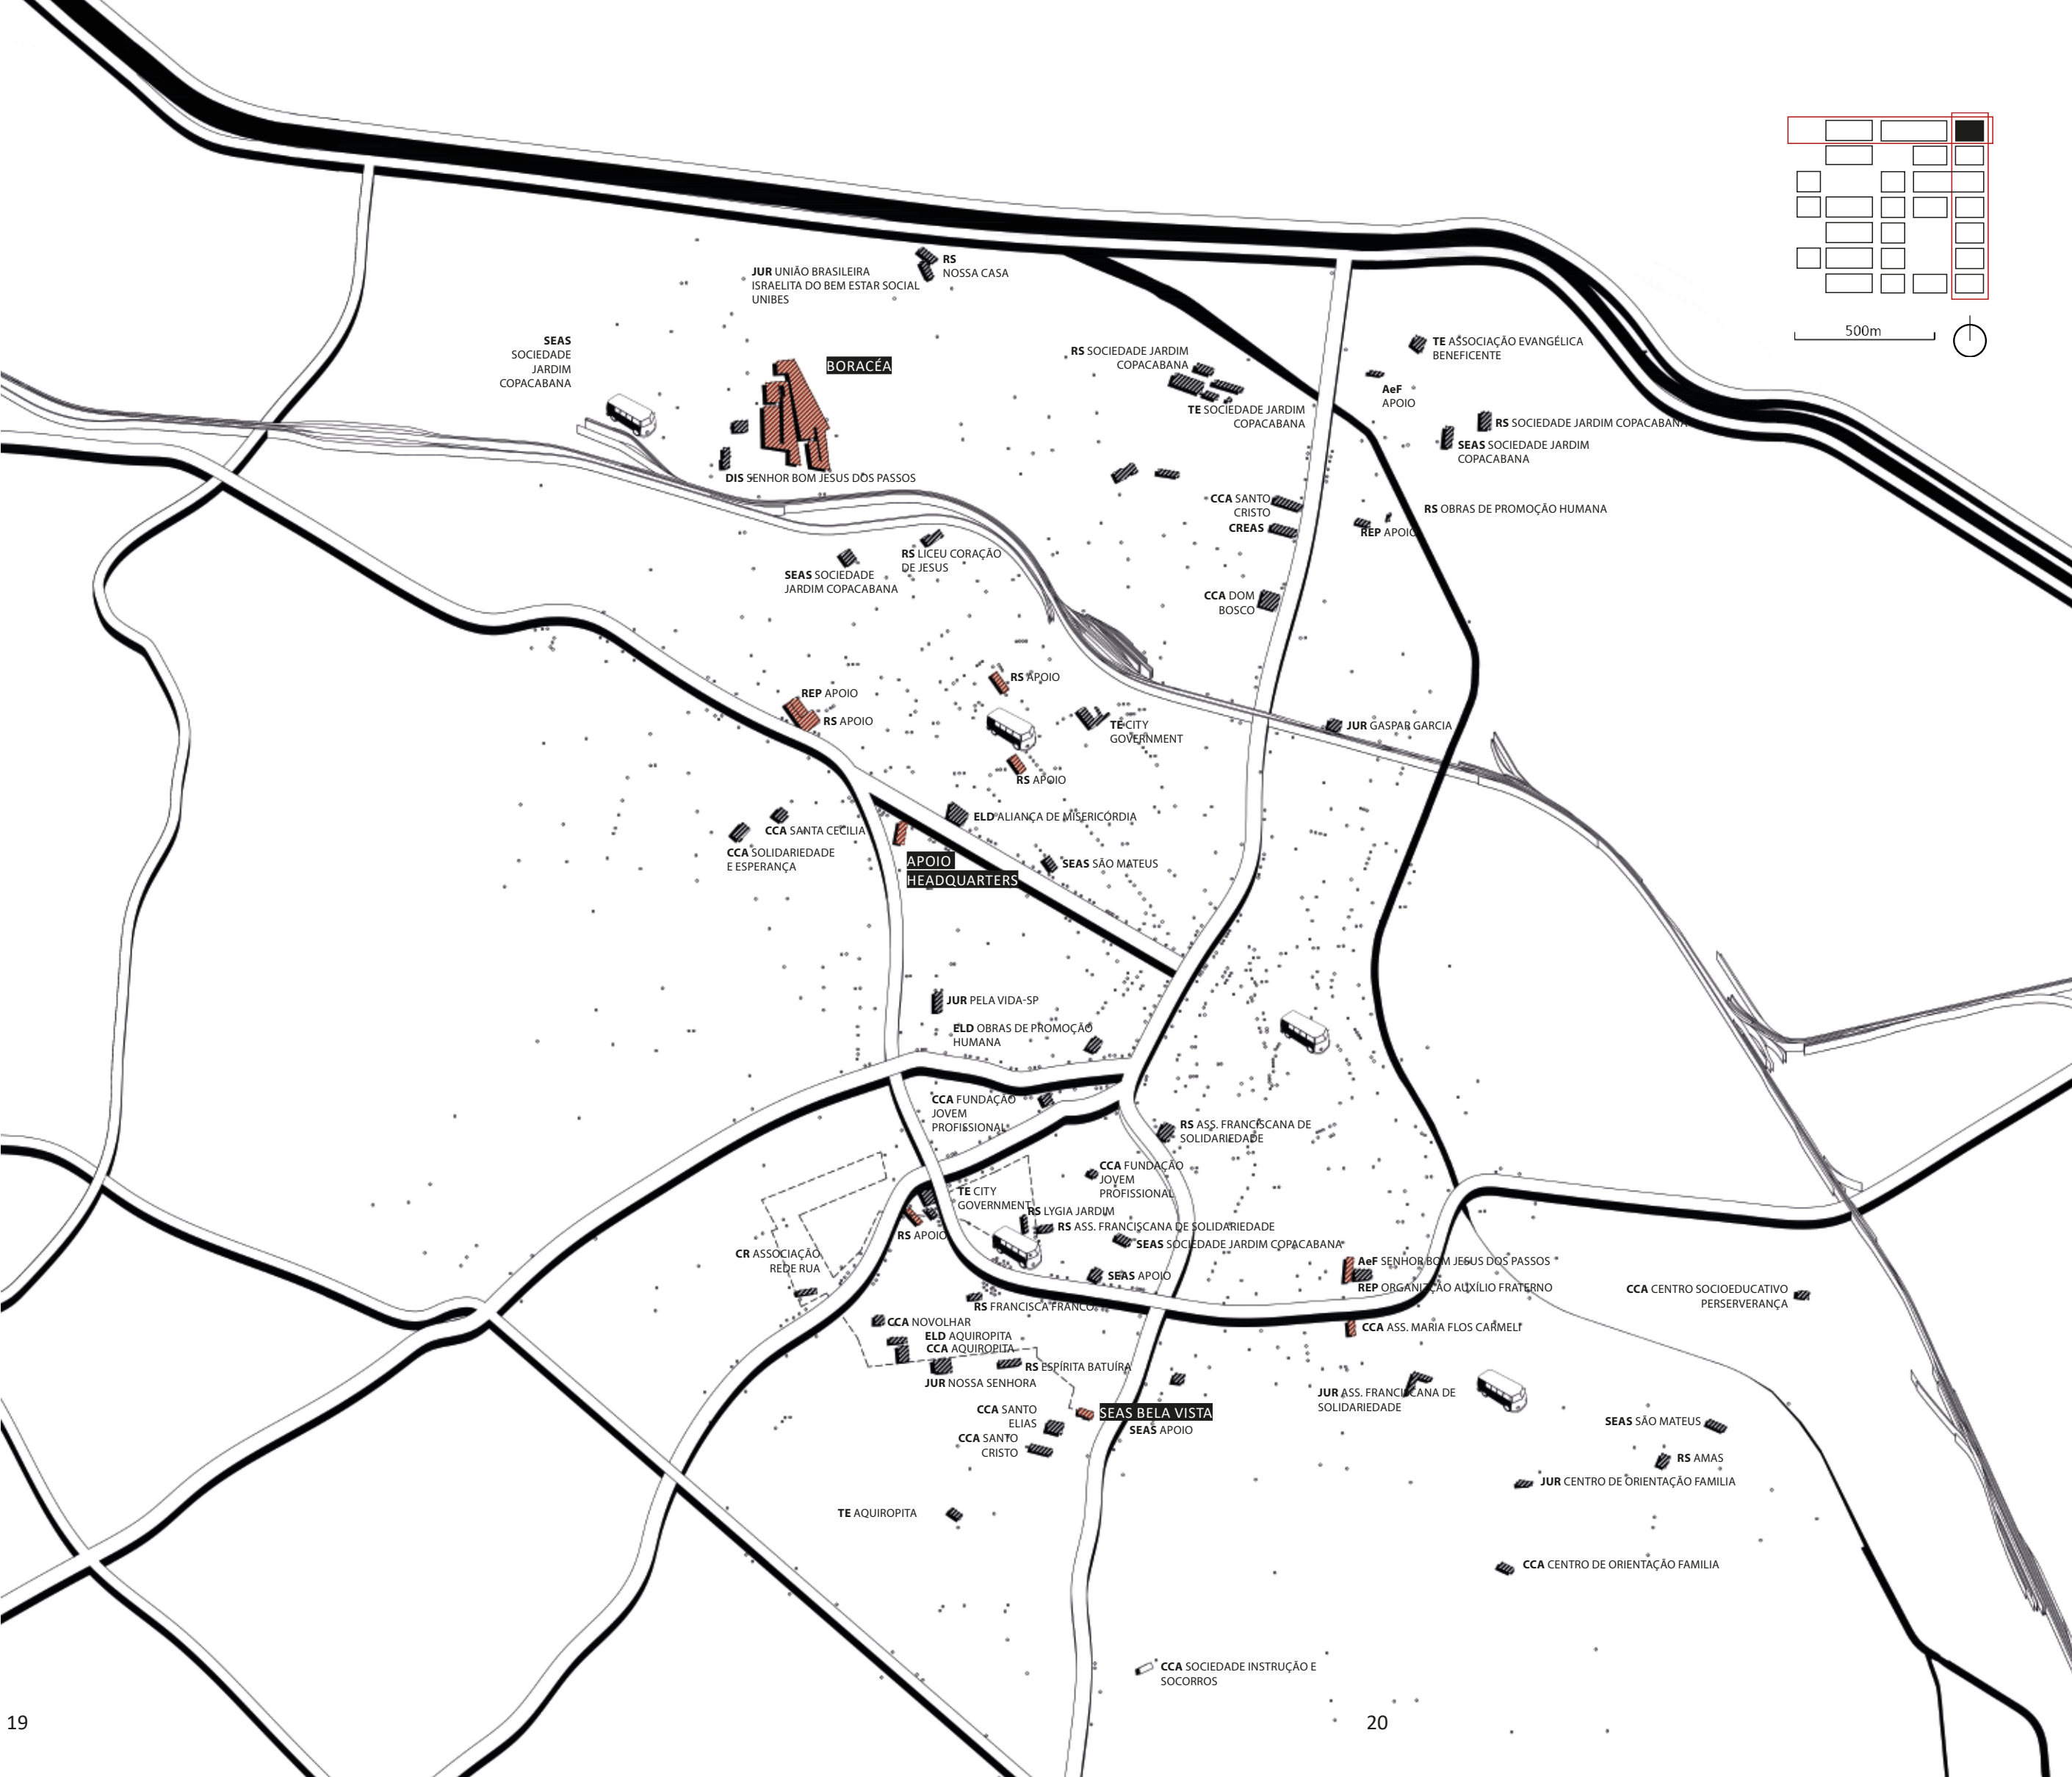 500m
RS
NOSSA CASA
JUR UNIÃO BRASILEIRA
ISRAELITA DO BEM ESTAR SOCIAL
UNIBES
SEAS
SOCIEDADE
JARDIM
COPACABANA
BORACÉA
RS SOCIEDADE JARDIM
COPACABANA
TE ASSOCIAÇÃO EVANGÉLICA
BENEFICENTE
AeF
APOIO
TE SOCIEDADE JARDIM
COPACABANA
RS SOCIEDADE JARDIM COPACABANA
SEAS SOCIEDADE JARDIM
COPACABANA
DIS SENHOR BOM JESUS DOS PASSOS
CCA SANTO
CRISTO
CREAS
RS OBRAS DE PROMOÇÃO HUMANA
REP APOIO
RS LICEU CORAÇÃO
DE JESUS
SEAS SOCIEDADE
JARDIM COPACABANA
CCA DOM
BOSCO
RS APOIO
REP APOIO
RS APOIO
TE CITY
GOVERNMENT
JUR GASPAR GARCIA
RS APOIO
ELD ALIANÇA DE MISERICÓRDIA
CCA SANTA CECILIA
CCA SOLIDARIEDADE
E ESPERANÇA
APOIO
HEADQUARTERS
SEAS SÃO MATEUS
JUR PELA VIDA-SP
ELD OBRAS DE PROMOÇÃO
HUMANA
CCA FUNDAÇÃO
JOVEM
PROFISSIONAL
RS ASS. FRANCISCANA DE
SOLIDARIEDADE
CCA FUNDAÇÃO
JOVEM
PROFISSIONAL
TE CITY
GOVERNMENT
RS LYGIA JARDIM
RS ASS. FRANCISCANA DE SOLIDARIEDADE
RS APOIO
SEAS SOCIEDADE JARDIM COPACABANA
CR ASSOCIAÇÃO
REDE RUA
SEAS APOIO
AeF SENHOR BOM JESUS DOS PASSOS
REP ORGANIZÇÃO AUXÍLIO FRATERNO
CCA CENTRO SOCIOEDUCATIVO
PERSERVERANÇA
RS FRANCISCA FRANCO
CCA NOVOLHAR
ELD AQUIROPITA
CCA AQUIROPITA
CCA ASS. MARIA FLOS CARMELI
RS ESPÍRITA BATUÍRA
JUR NOSSA SENHORA
JUR ASS. FRANCISCANA DE
SOLIDARIEDADE
CCA SANTO
ELIAS
SEAS BELA VISTA
SEAS APOIO
CCA SANTO
CRISTO
SEAS SÃO MATEUS
RS AMAS
JUR CENTRO DE ORIENTAÇÃO FAMILIA
TE AQUIROPITA
CCA CENTRO DE ORIENTAÇÃO FAMILIA
CCA SOCIEDADE INSTRUÇÃO E
SOCORROS
19
20